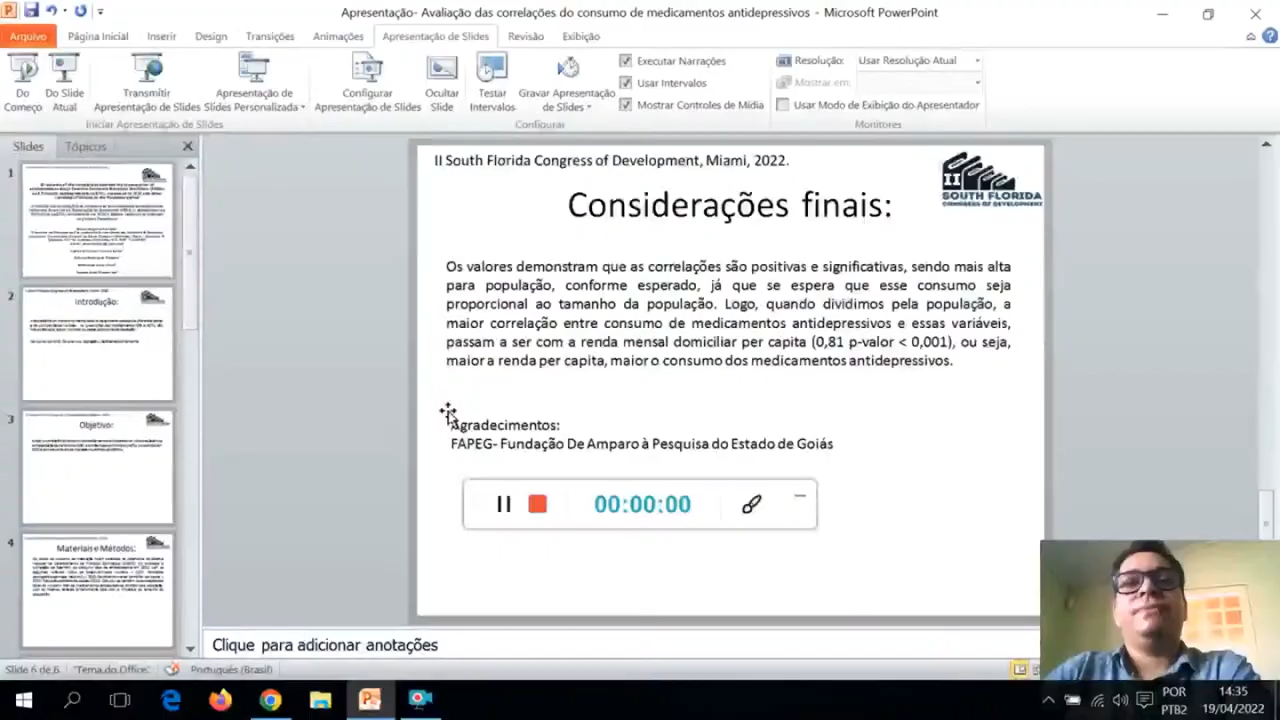 Apresentação- Avaliação das correlações do consumo de medicamentos antidepressivos - Microsoft PowerPoint
Arquivo Página Inicial Inserir Design Transições Animações Apresentação de Slides Revisão Exibição
Do Começo
Do Slide Atual
Transmitir Apresentação de Slides
Apresentação de Slides Personalizada
Iniciar Apresentação de Slides
Configurar Apresentação de Slides
Ocultar Slide
Testar Intervalos
Gravar Apresentação de Slides
Executar Narrações
Usar Intervalos
Mostrar Controles de Mídia
Configurar
Resolução: Usar Resolução Atual
Mostrar em:
Usar Modo de Exibição do Apresentador
Monitores
Slides Tópicos
1
2
Introdução:
3
Objetivo:
4
Materiais e Métodos:
II South Florida Congress of Development, Miami, 2022.
II
SOUTH FLORIDA
CONGRESS OF DEVELOPMENT
Considerações finais:
Os valores demonstram que as correlações são positivas e significativas, sendo mais alta
para população, conforme esperado, já que se espera que esse consumo seja
proporcional ao tamanho da população. Logo, quando dividimos pela população, a
maior correlação entre consumo de medicamentos antidepressivos e essas variáveis,
passam a ser com a renda mensal domiciliar per capita (0,81 p-valor < 0,001), ou seja,
maior a renda per capita, maior o consumo dos medicamentos antidepressivos.
Agradecimentos:
FAPEG- Fundação De Amparo à Pesquisa do Estado de Goiás
00:00:00
Clique para adicionar anotações
Slide 6 de 6 "Tema do Office" Português (Brasil)
POR
PTB2
14:35
19/04/2022